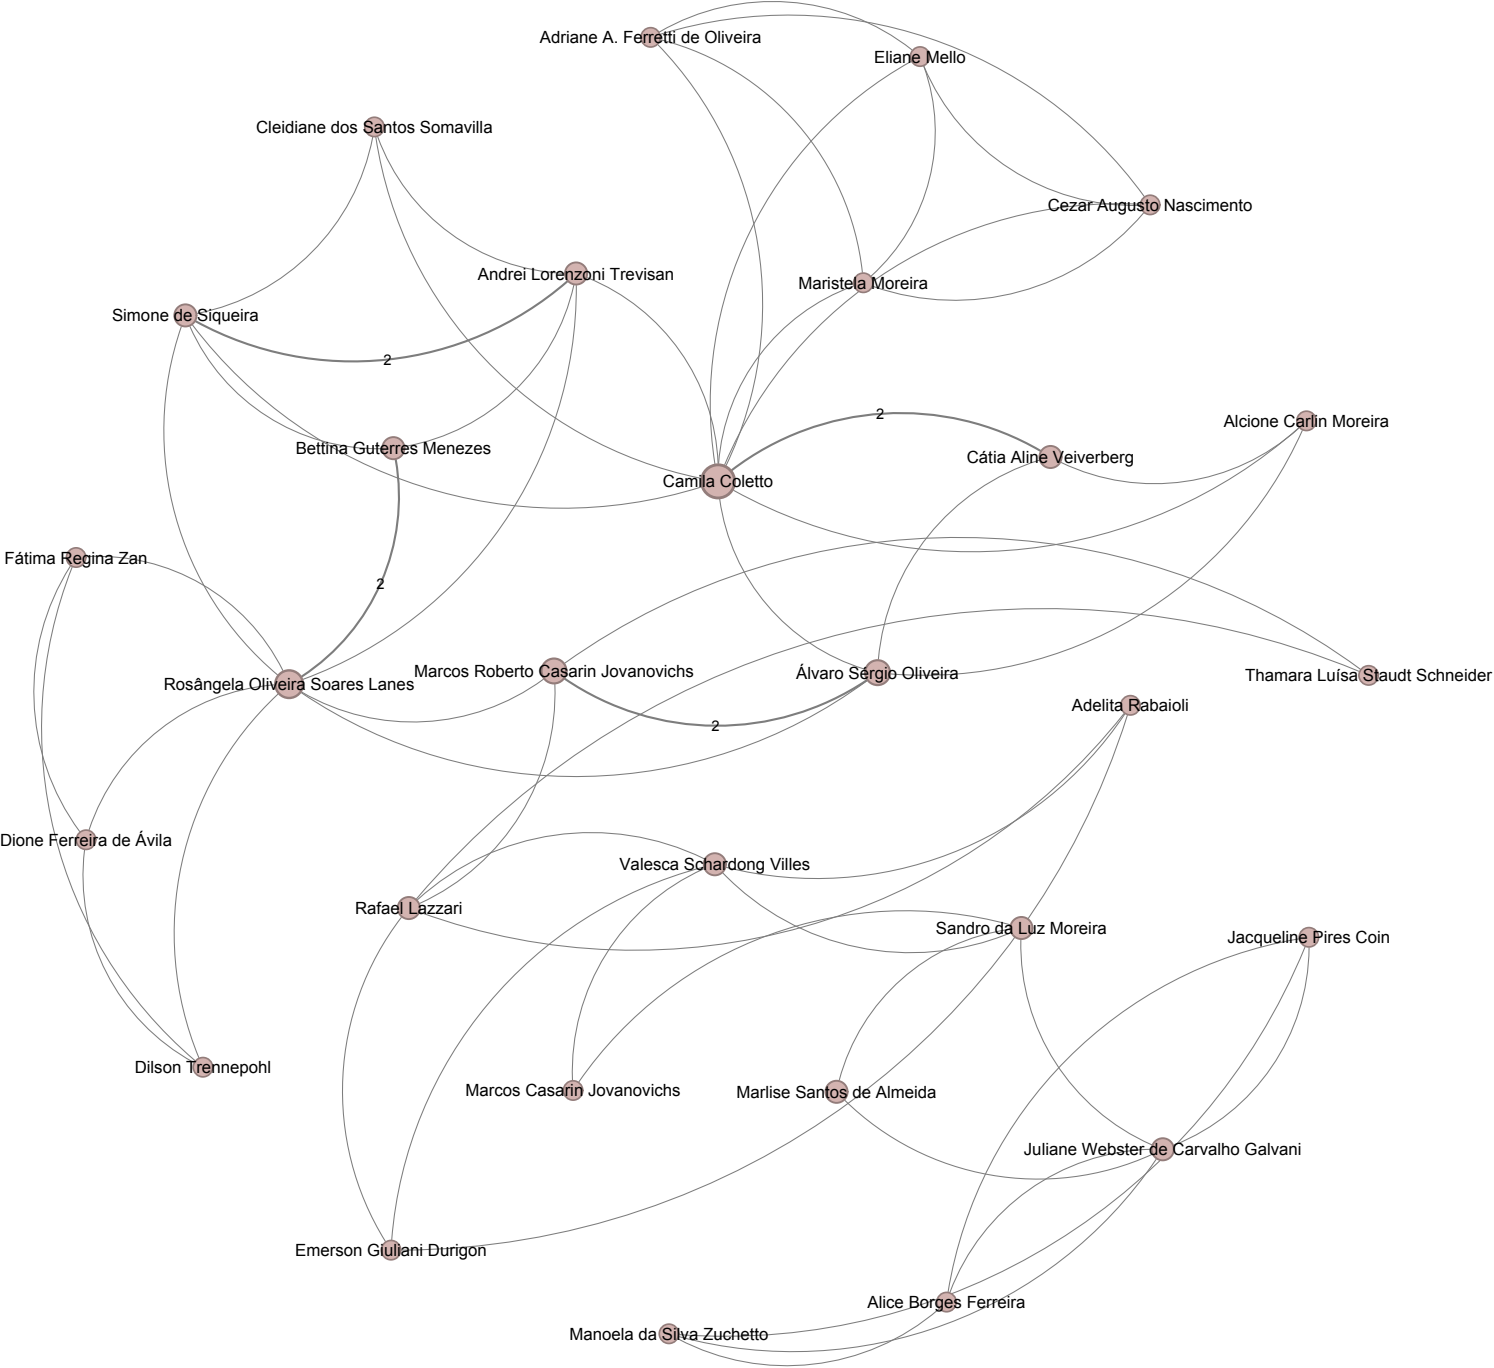 Adriane A. Ferretti de Oliveira
Eliane Mello
Cleidiane dos Santos Somavilla
Cezar Augusto Nascimento
Andrei Lorenzoni Trevisan
Maristela Moreira
Simone de Siqueira
2
2
Alcione Carlin Moreira
Bettina Guterres Menezes
Cátia Aline Veiverberg
Camila Coletto
Fátima Regina Zan
2
Marcos Roberto Casarin Jovanovichs
Álvaro Sérgio Oliveira
Thamara Luísa Staudt Schneider
Rosângela Oliveira Soares Lanes
Adelita Rabaioli
2
Dione Ferreira de Ávila
Valesca Schardong Villes
Rafael Lazzari
Sandro da Luz Moreira
Jacqueline Pires Coin
Dilson Trennepohl
Marcos Casarin Jovanovichs
Marlise Santos de Almeida
Juliane Webster de Carvalho Galvani
Emerson Giuliani Durigon
Alice Borges Ferreira
Manoela da Silva Zuchetto